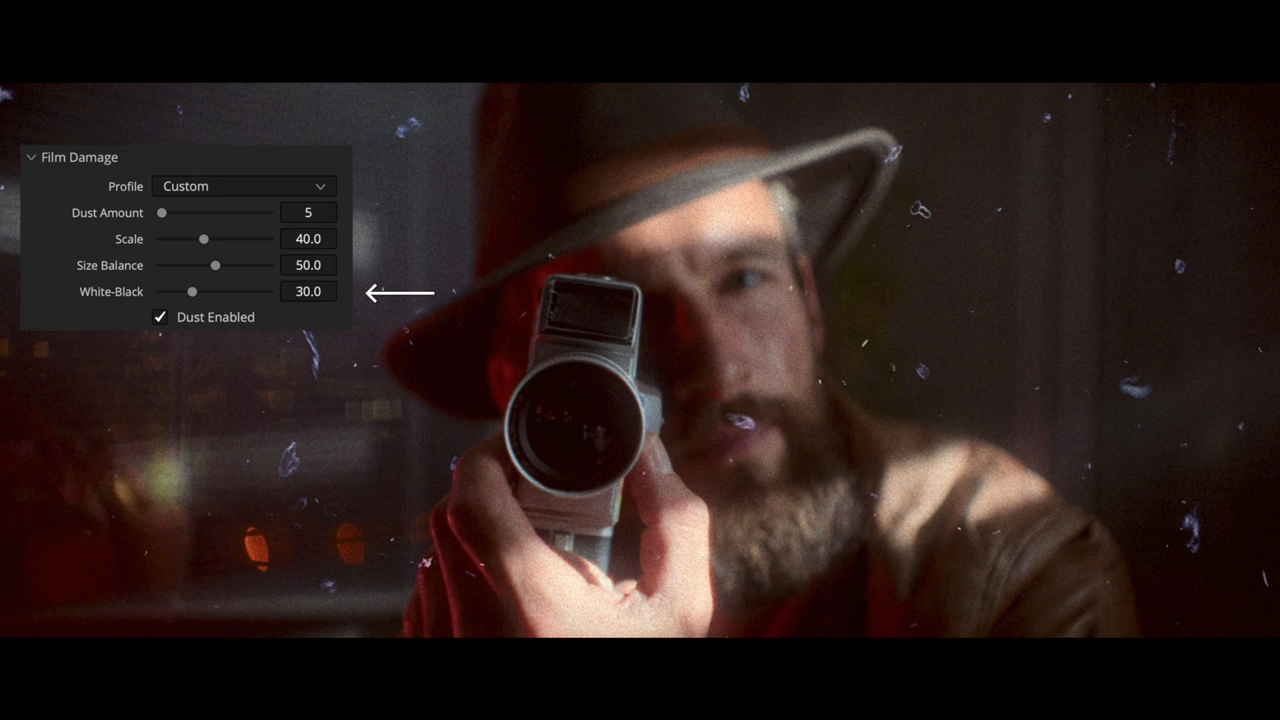 Film Damage
Profile Custom
Dust Amount 5
Scale 40.0
Size Balance 50.0
White-Black 30.0
Dust Enabled